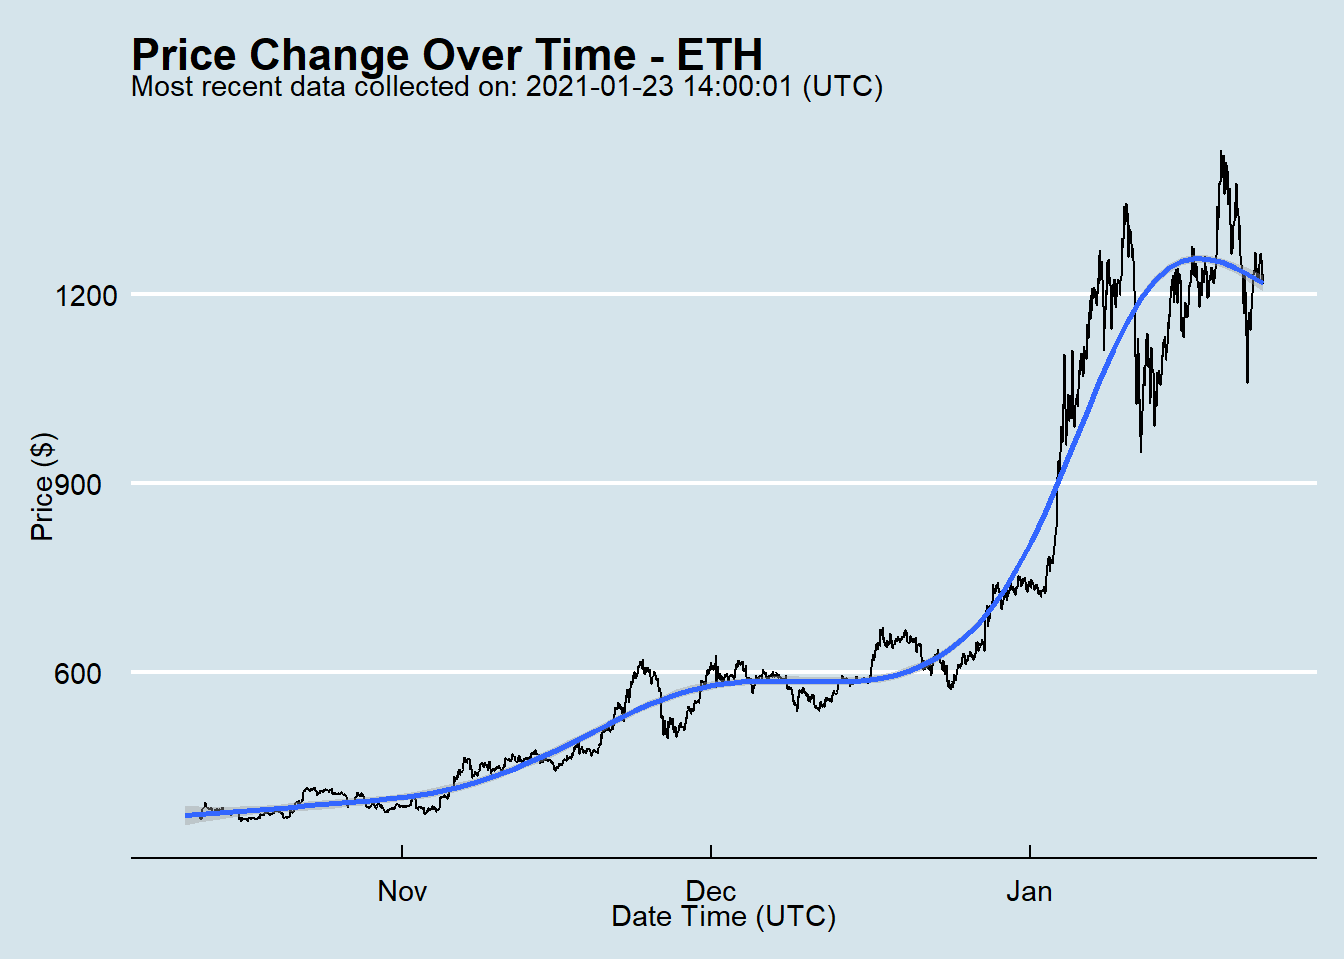 Price Change Over Time - ETH
Most recent data collected on: 2021-01-23 14:00:01 (UTC)
Price ($)
1200
900
600
Nov
Dec
Jan
Date Time (UTC)